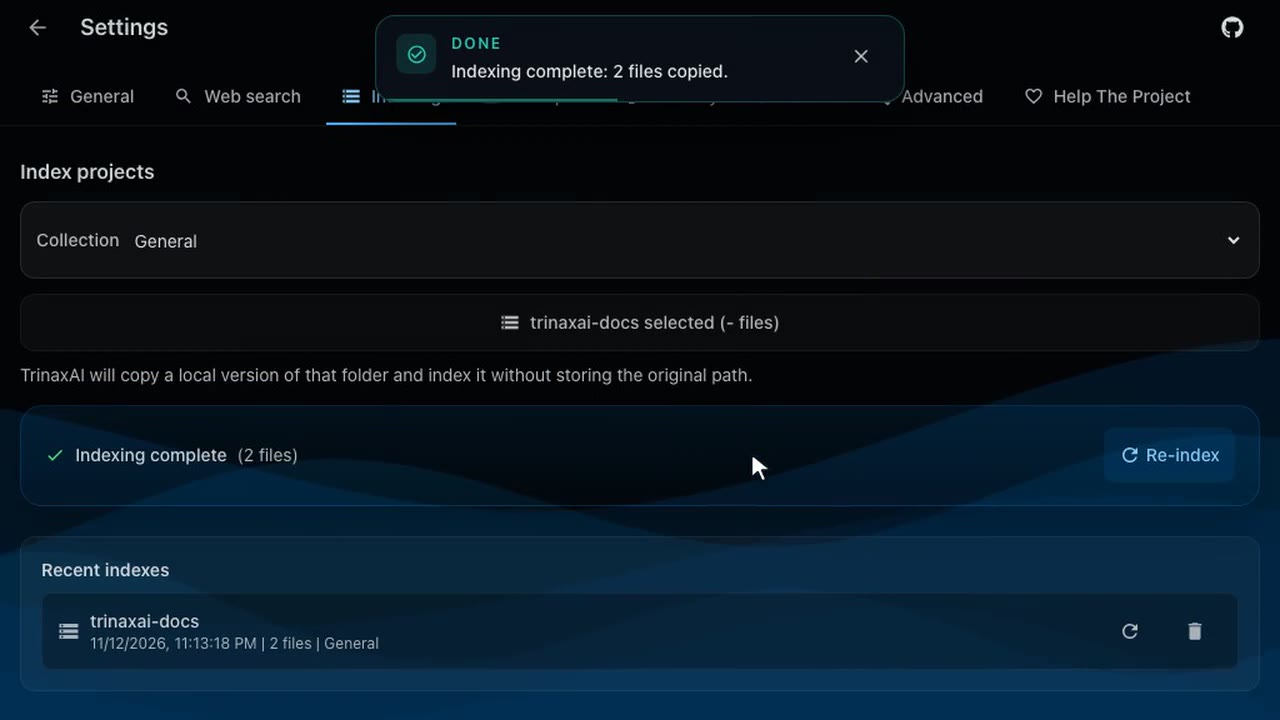 Settings
DONE
Indexing complete: 2 files copied.
General
Web search
Advanced
Help The Project
Index projects
Collection General
trinaxai-docs selected (- files)
TrinaxAI will copy a local version of that folder and index it without storing the original path.
Indexing complete (2 files)
Re-index
Recent indexes
trinaxai-docs
11/12/2026, 11:13:18 PM | 2 files | General